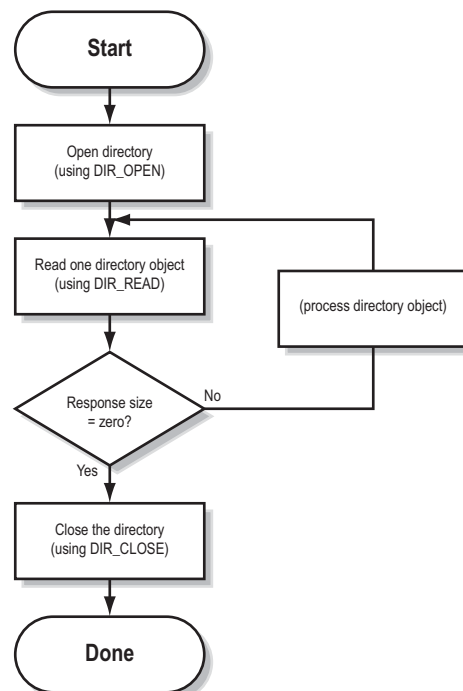 Start
Open directory
(using DIR_OPEN)
Read one directory object
(using DIR_READ)
(process directory object)
Response size
= zero?
No
Yes
Close the directory
(using DIR_CLOSE)
Done